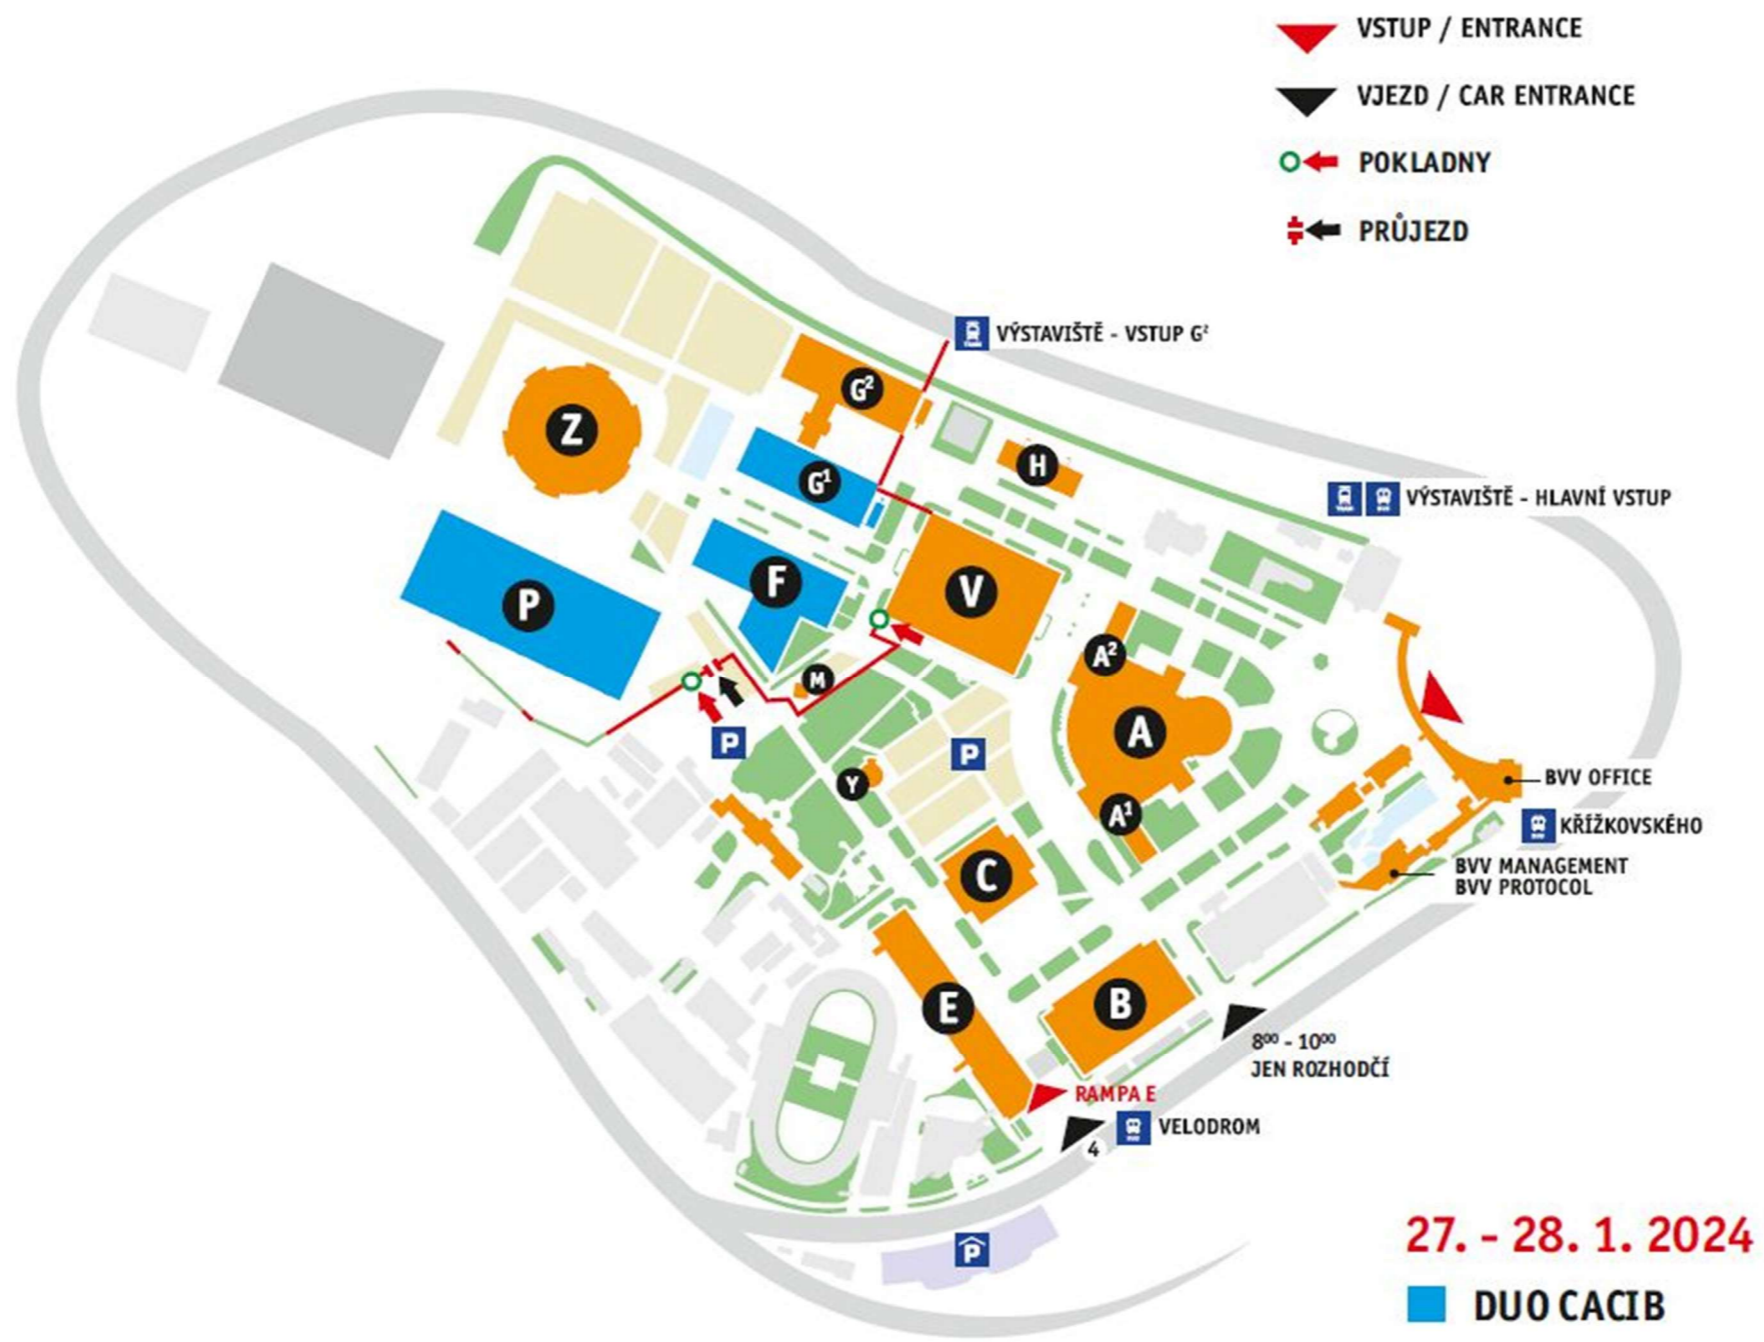 VSTUP / ENTRANCE
VJEZD / CAR ENTRANCE
POKLADNY
PRŮJEZD
VÝSTAVIŠTĚ - VSTUP G²
G²
Z
G¹
H
VÝSTAVIŠTĚ - HLAVNÍ VSTUP
F
V
P
A²
M
A
P
P
Y
A¹
BVV OFFICE
KŘÍŽKOVSKÉHO
BVV MANAGEMENT
BVV PROTOCOL
C
E
B
8⁰⁰ - 10⁰⁰
JEN ROZHODČÍ
RAMPA E
VELODROM
4
P
27. - 28. 1. 2024
DUO CACIB